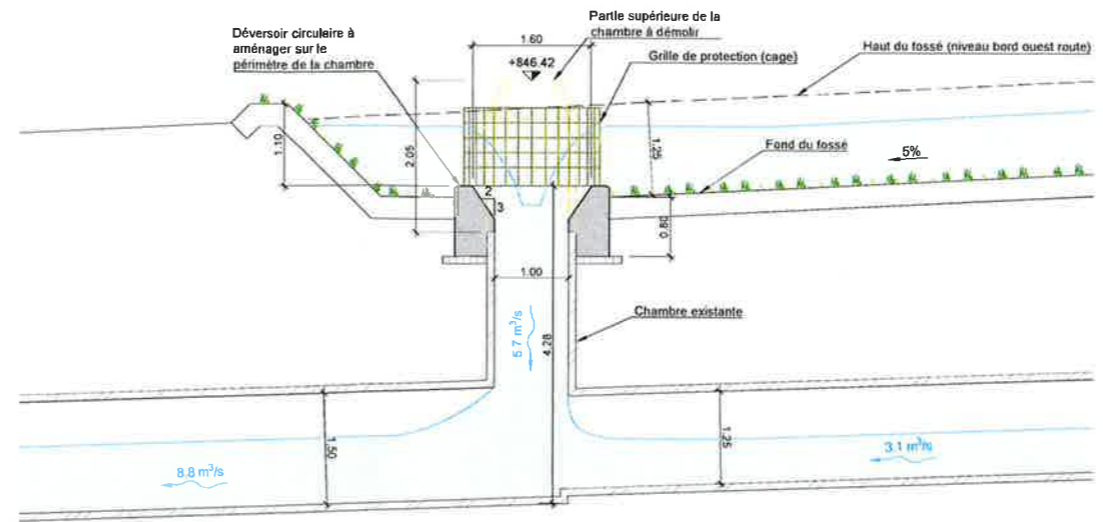 Déversoir circulaire à
aménager sur le
périmètre de la chambre
Partie supérieure de la
chambre à démolir
1.60
+846.42
Grille de protection (cage)
Haut du fossé (niveau bord ouest route)
1.10
2.05
1.25
Fond du fossé
5%
2
3
0.80
1.00
Chambre existante
5.7 m³/s
4.28
1.50
1.25
8.8 m³/s
3.1 m³/s